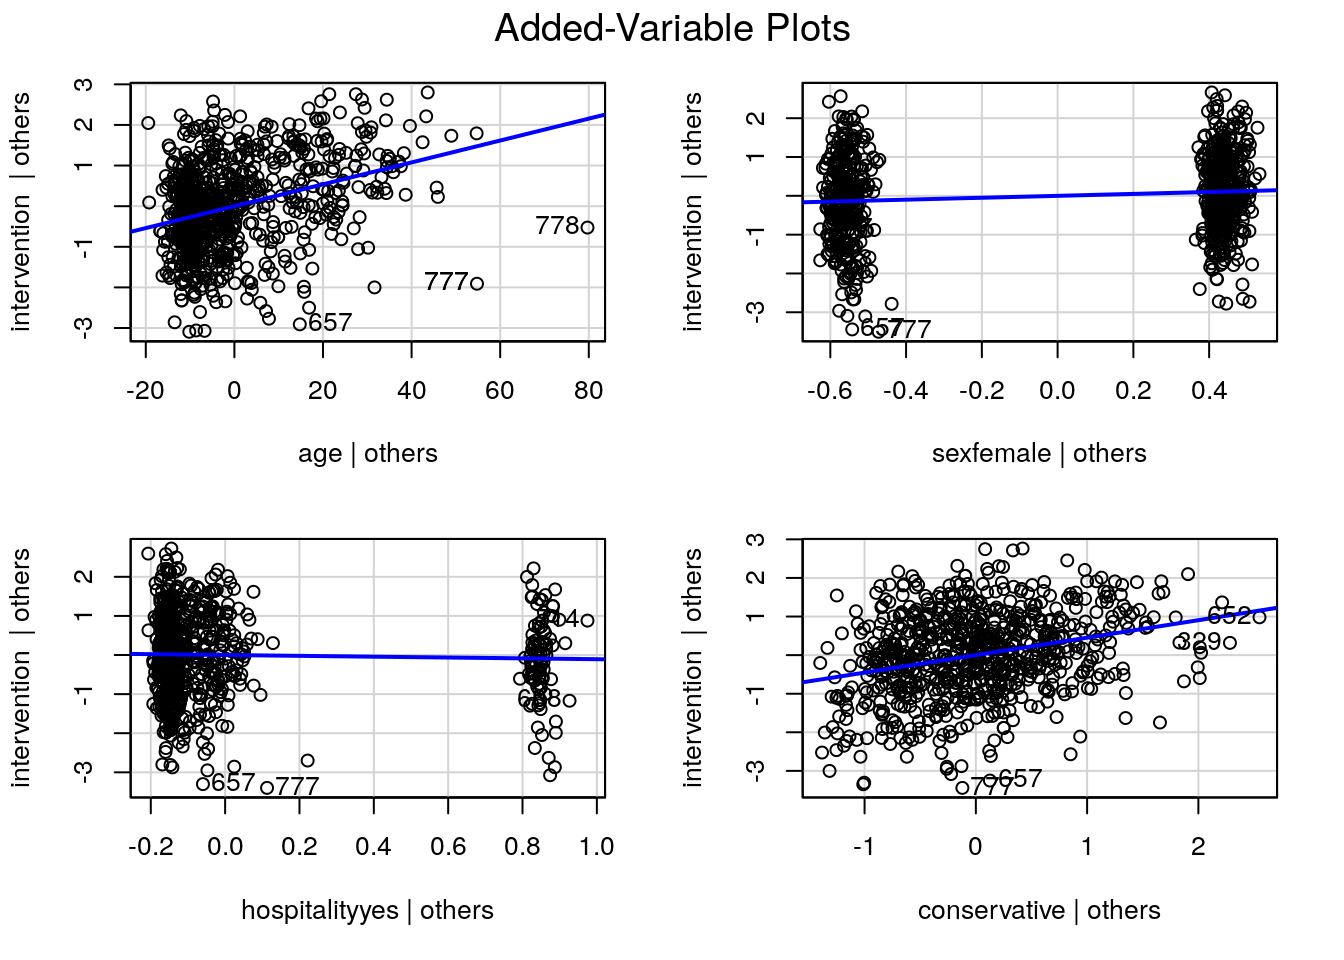 Added-Variable Plots
intervention | others
3
2
1
-1
-3
778
777
657
-20 0 20 40 60 80
age | others
intervention | others
2
1
-1
-3
777
-0.6 -0.4 -0.2 0.0 0.2 0.4
sexfemale | others
intervention | others
2
1
-1
-3
657
777
-0.2 0.0 0.2 0.4 0.6 0.8 1.0
hospitalityyes | others
intervention | others
3
2
1
-1
-3
329
657
777
-1 0 1 2
conservative | others